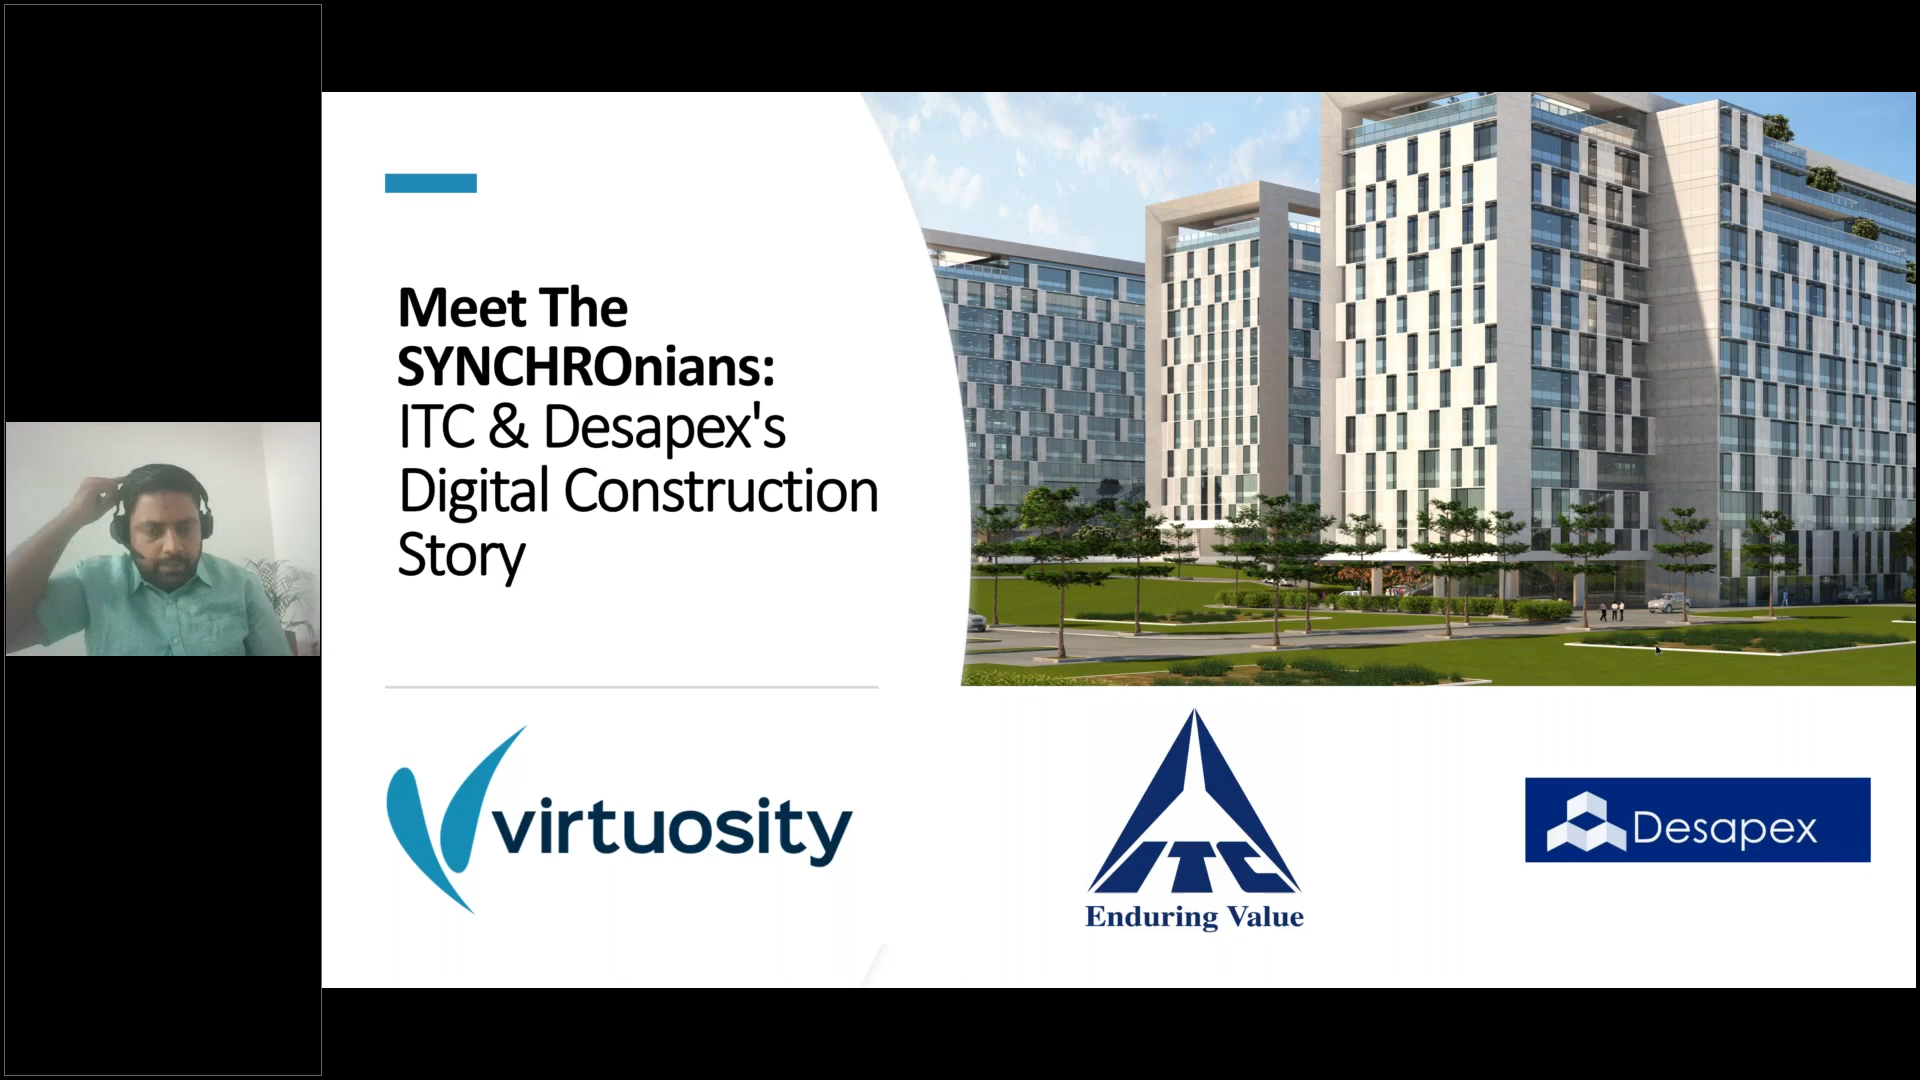 Meet The
SYNCHROnians:
ITC & Desapex's
Digital Construction
Story
virtuosity
ITC
Enduring Value
Desapex